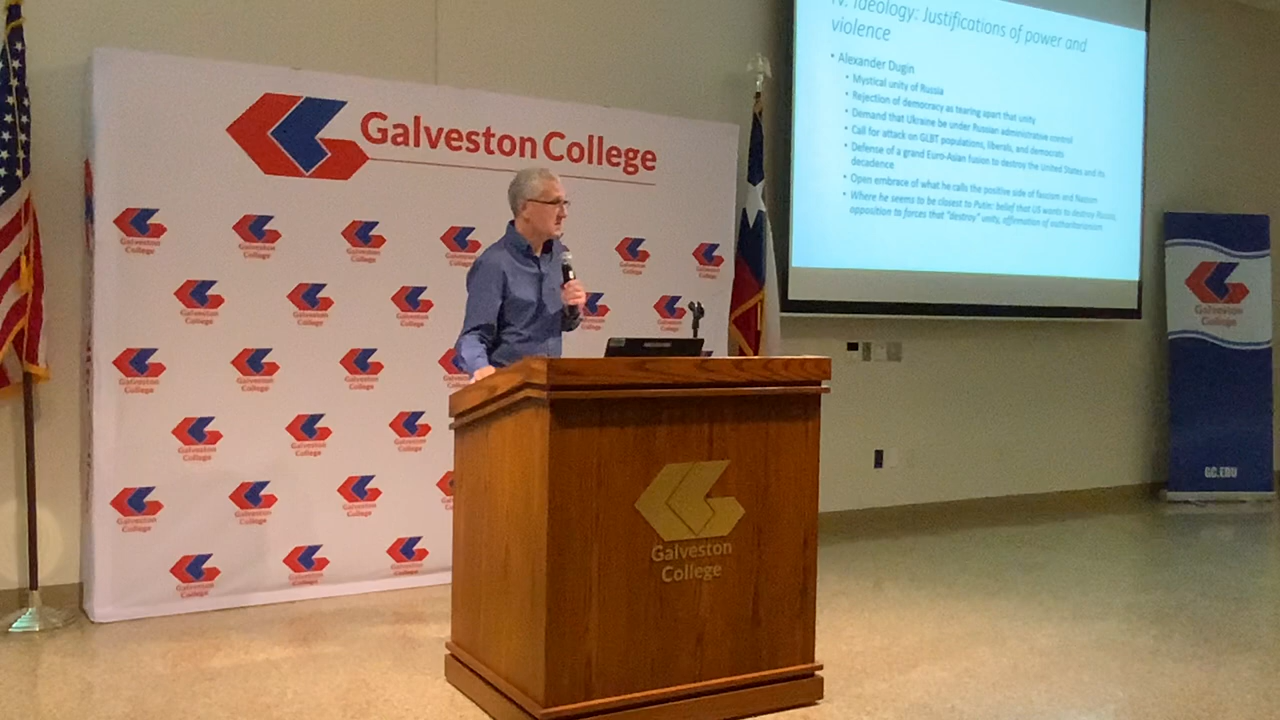 IV. Ideology: Justifications of power and
violence
• Alexander Dugin
• Mystical unity of Russia
• Rejection of democracy as tearing apart that unity
• Demand that Ukraine be under Russian administrative control
• Call for attack on GLBT populations, liberals, and democrats
• Defense of a grand Euro-Asian fusion to destroy the United States and its
decadence
• Open embrace of what he calls the positive side of fascism and Nazism
• Where he seems to be closest to Putin: belief that US wants to destroy Russia,
opposition to forces that "destroy" unity, affirmation of authoritarianism
Galveston College
Galveston
College
Galveston
College
GC.EDU